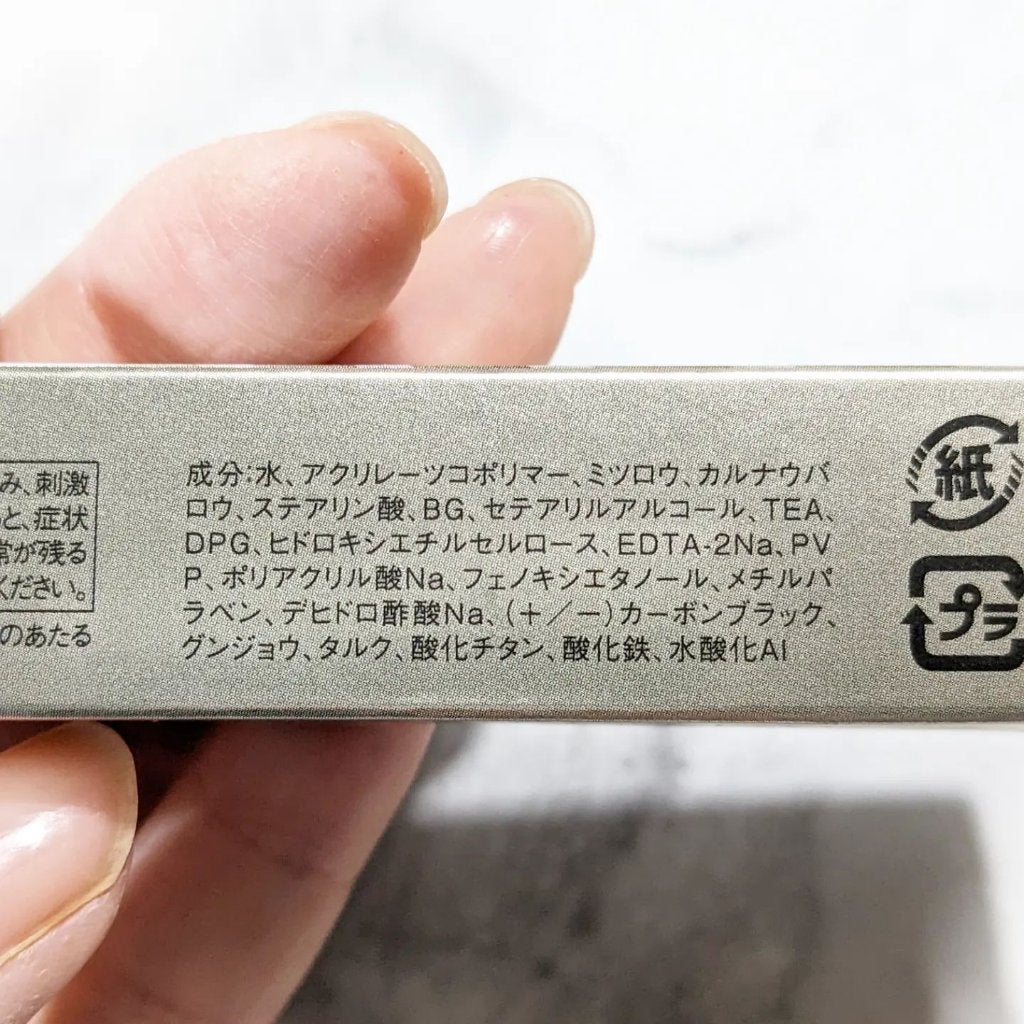 み、刺激
と、症状
常が残る
ください。
のあたる
成分:水、アクリレーツコポリマー、ミツロウ、カルナウバ
ロウ、ステアリン酸、BG、セテアリルアルコール、TEA、
DPG、ヒドロキシエチルセルロース、EDTA-2Na、PV
P、ポリアクリル酸Na、フェノキシエタノール、メチルパ
ラベン、デヒドロ酢酸Na、(+/-)カーボンブラック、
グンジョウ、タルク、酸化チタン、酸化鉄、水酸化Al
紙
プラ